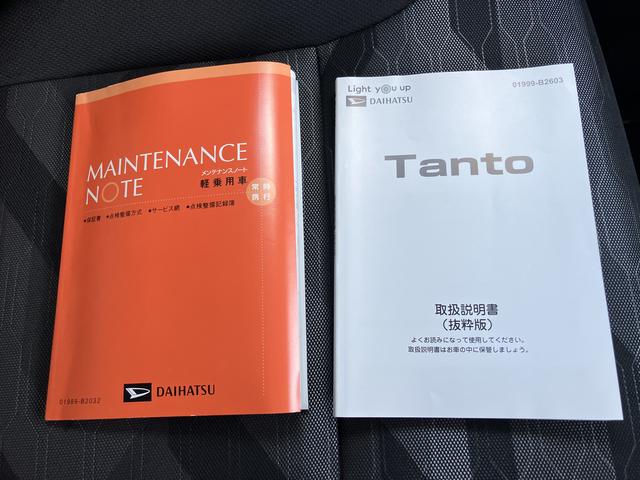 MAINTENANCE
NOTE
メンテナンスノート
軽乗用車
常時
携行
●保証書 ●点検整備方式 ●サービス網 ●点検整備記録簿
DAIHATSU
01999-B2032
Light you up
DAIHATSU
01999-B2603
Tanto
取扱説明書
（抜粋版）
よくお読みになって使用してください。
取扱説明書はお車の中に保管しましょう。